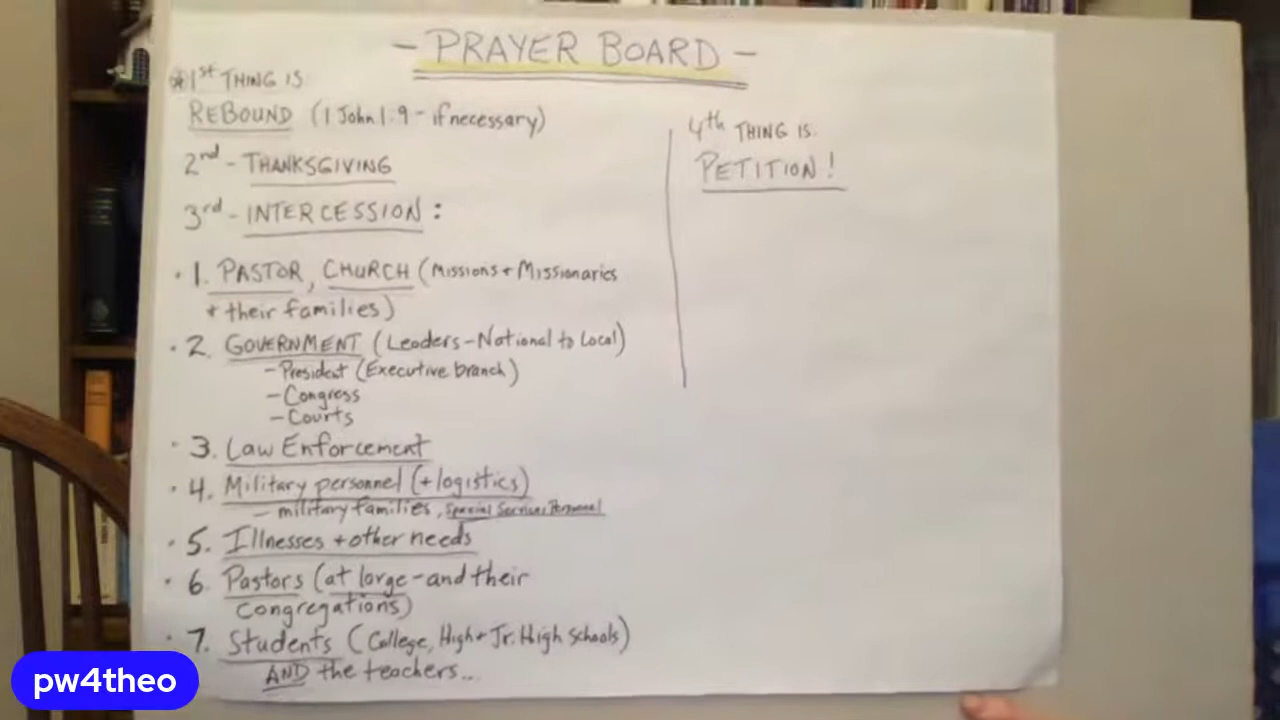 - PRAYER BOARD -
*1st THING IS:
REBOUND (1 John 1:9 - if necessary)
2nd - THANKSGIVING
3rd - INTERCESSION:
• 1. PASTOR, CHURCH (Missions + Missionaries
+ their families)
• 2. GOVERNMENT (Leaders - National to Local)
- President (Executive branch)
- Congress
- Courts
• 3. Law Enforcement
• 4. Military personnel (+ logistics)
- military families, Special Services Personnel
• 5. Illnesses + other needs
• 6. Pastors (at large - and their
congregations)
• 7. Students (College, High + Jr. High Schools)
AND the teachers...
4th THING IS:
PETITION!
pw4theo